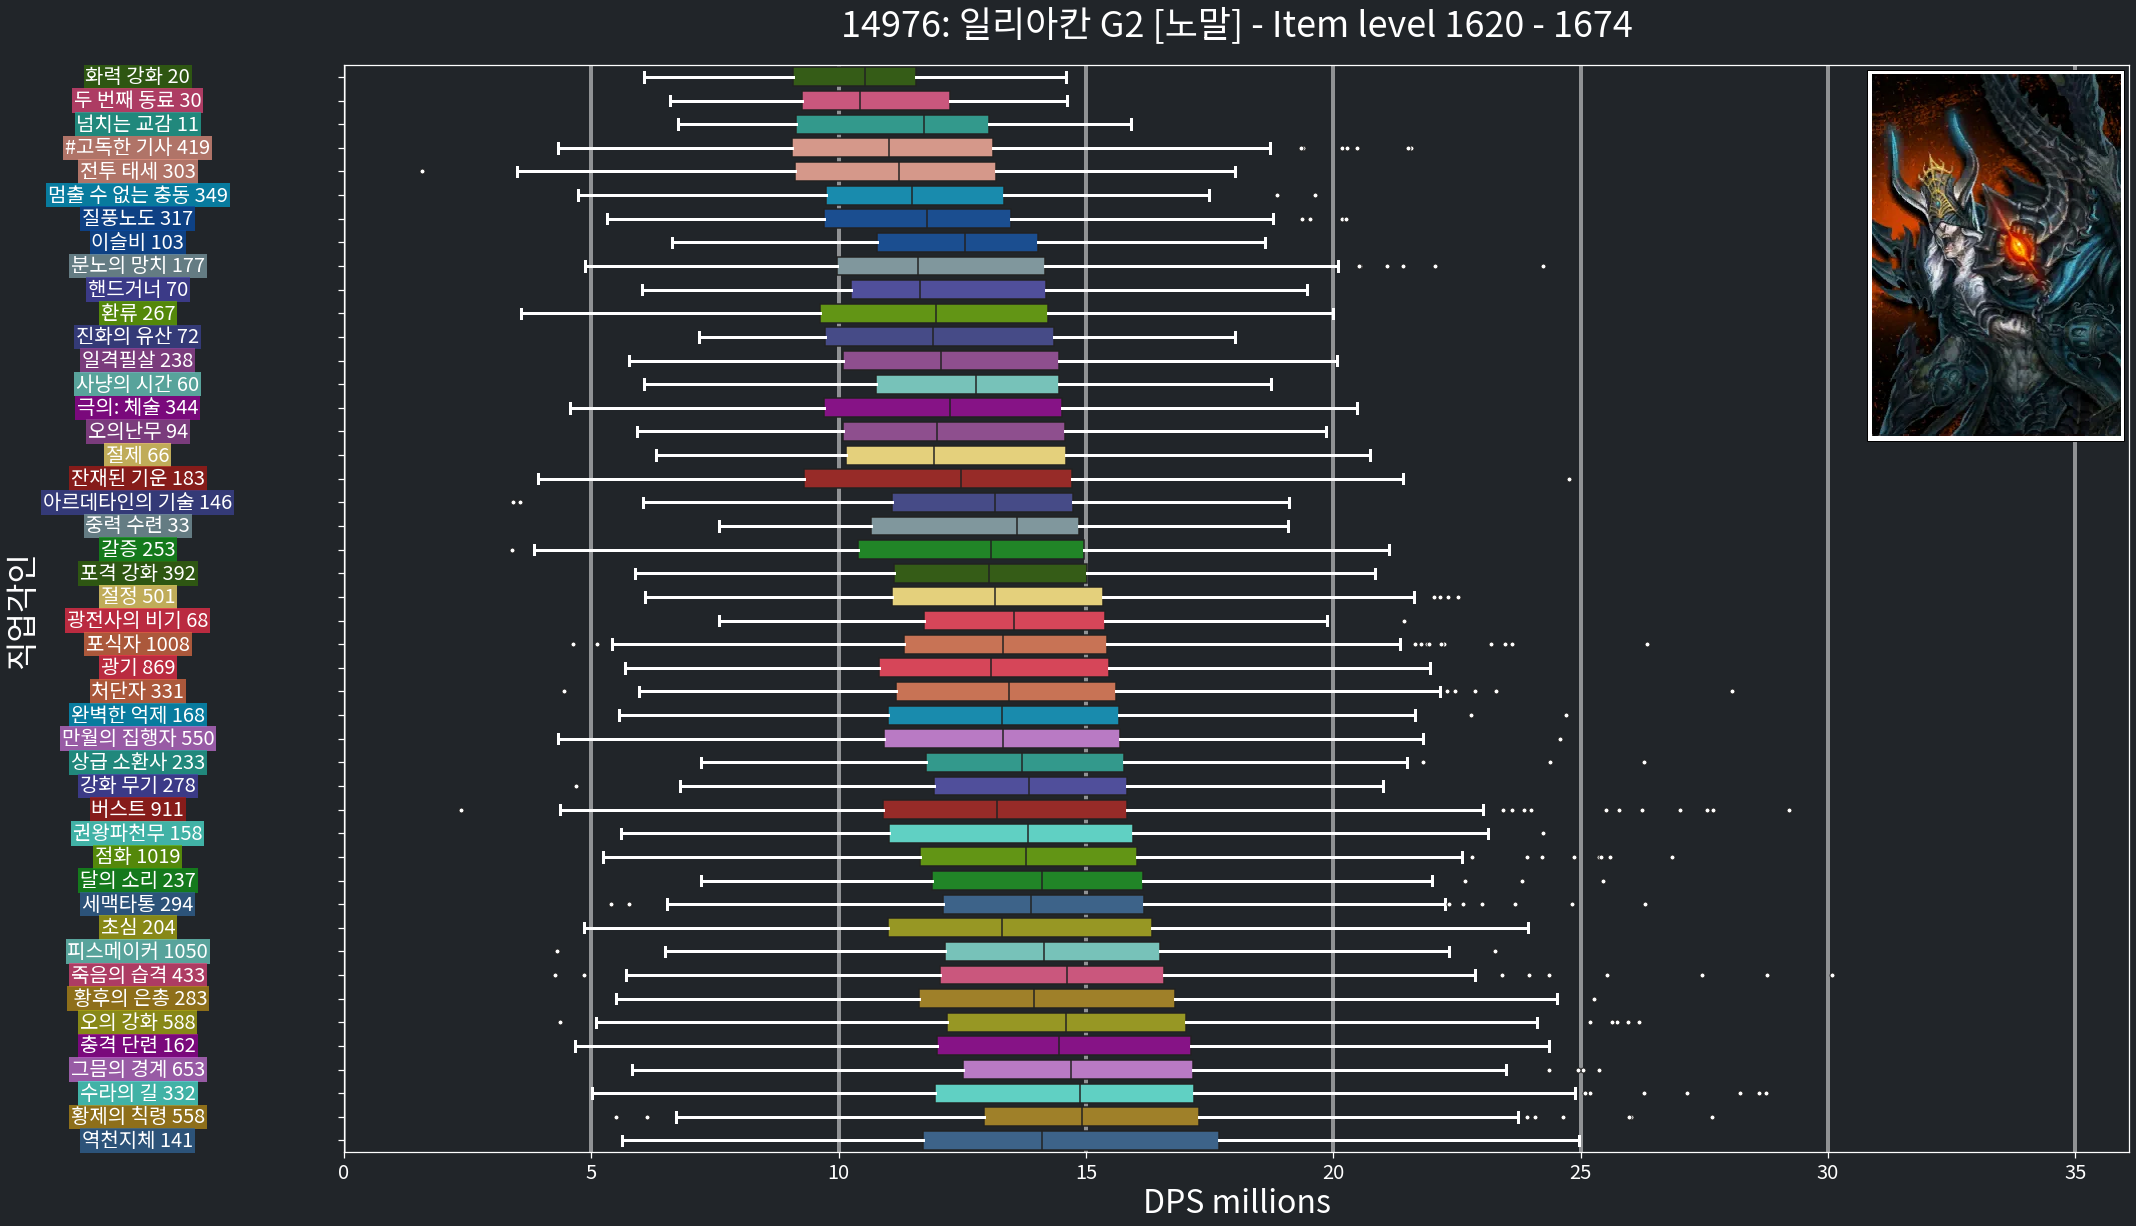 14976: 일리아칸 G2 [노말] - Item level 1620 - 1674
화력 강화 20
두 번째 동료 30
넘치는 교감 11
#고독한 기사 419
전투 태세 303
멈출 수 없는 충동 349
질풍노도 317
이슬비 103
분노의 망치 177
핸드거너 70
환류 267
진화의 유산 72
일격필살 238
사냥의 시간 60
극의: 체술 344
오의난무 94
절제 66
잔재된 기운 183
아르데타인의 기술 146
중력 수련 33
갈증 253
포격 강화 392
절정 501
광전사의 비기 68
포식자 1008
광기 869
처단자 331
완벽한 억제 168
만월의 집행자 550
상급 소환사 233
강화 무기 278
버스트 911
권왕파천무 158
점화 1019
달의 소리 237
세맥타통 294
초심 204
피스메이커 1050
죽음의 습격 433
황후의 은총 283
오의 강화 588
충격 단련 162
그믐의 경계 653
수라의 길 332
황제의 칙령 558
역천지체 141
직업각인
0 5 10 15 20 25 30 35
DPS millions